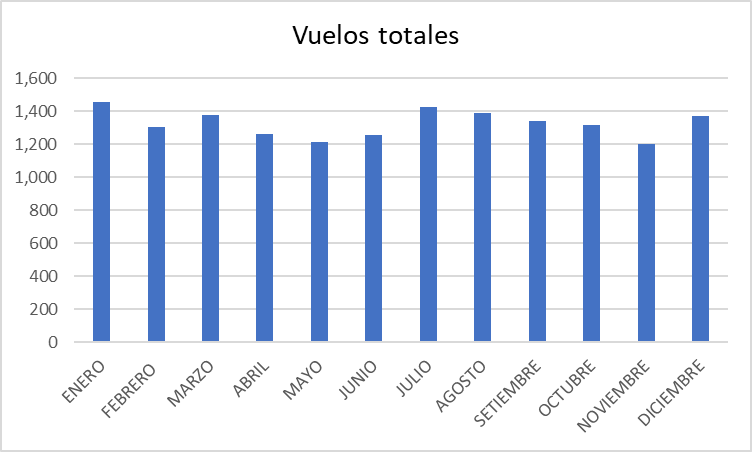 Vuelos totales
1,600
1,400
1,200
1,000
800
600
400
200
0
ENERO
FEBRERO
MARZO
ABRIL
MAYO
JUNIO
JULIO
AGOSTO
SETIEMBRE
OCTUBRE
NOVIEMBRE
DICIEMBRE